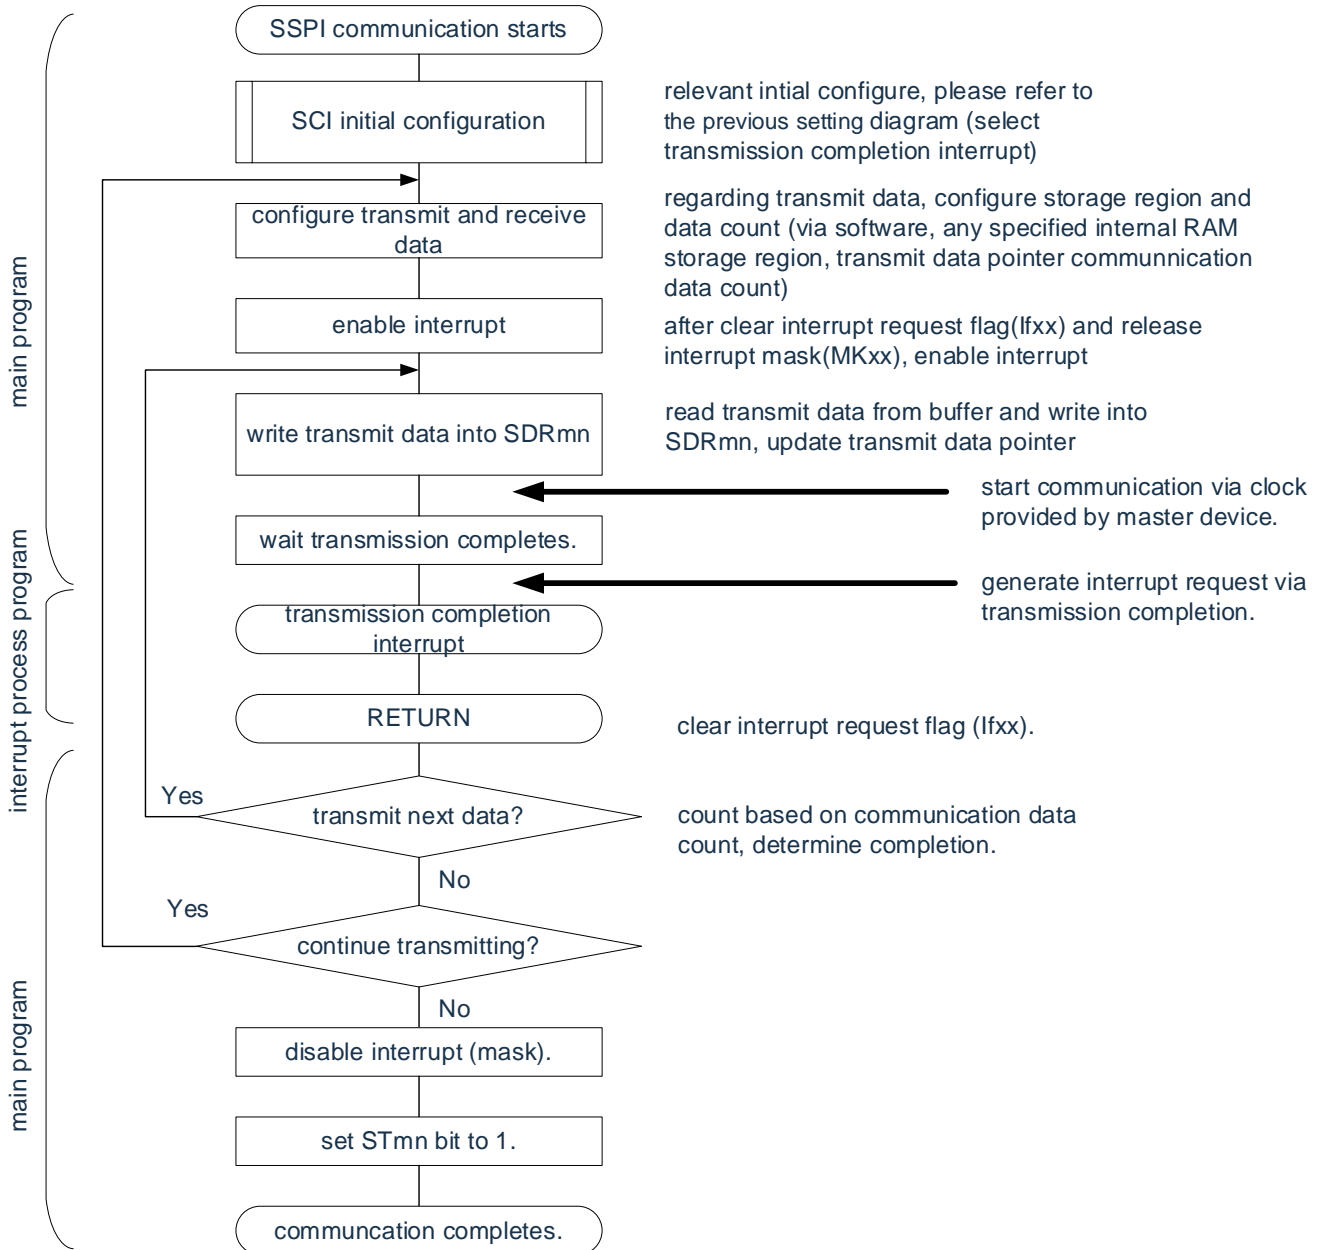 SSPI communication starts
SCI initial configuration
relevant intial configure, please refer to
the previous setting diagram (select
transmission completion interrupt)
configure transmit and receive
data
regarding transmit data, configure storage region and
data count (via software, any specified internal RAM
storage region, transmit data pointer communnication
data count)
main program
enable interrupt
after clear interrupt request flag(Ifxx) and release
interrupt mask(MKxx), enable interrupt
write transmit data into SDRmn
read transmit data from buffer and write into
SDRmn, update transmit data pointer
start communication via clock
provided by master device.
wait transmission completes.
generate interrupt request via
transmission completion.
interrupt process program
transmission completion
interrupt
RETURN
clear interrupt request flag (Ifxx).
Yes
transmit next data?
count based on communication data
count, determine completion.
No
Yes
continue transmitting?
No
main program
disable interrupt (mask).
set STmn bit to 1.
communcation completes.